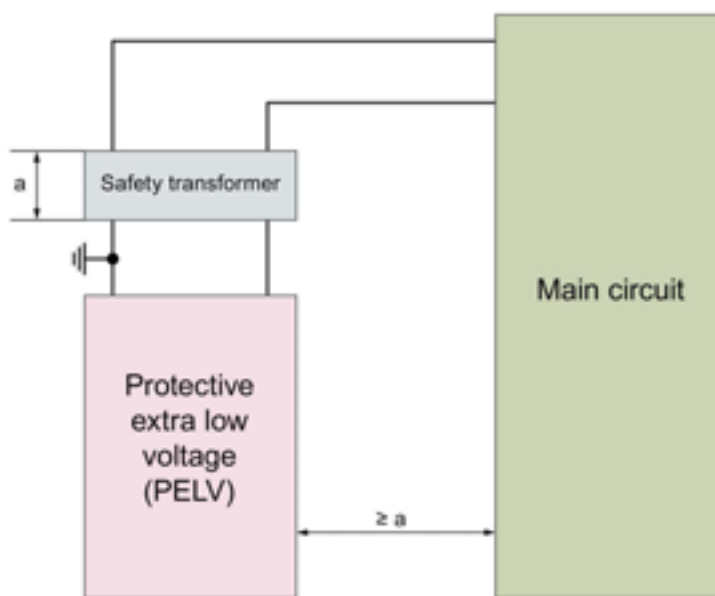 a
Safety transformer
Main circuit
Protective
extra low
voltage
(PELV)
≥ a